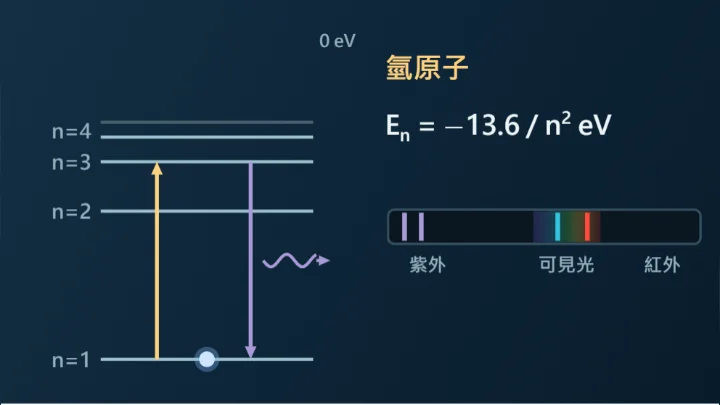 0 eV
氫原子
Eₙ = −13.6 / n² eV
n=4
n=3
n=2
n=1
紫外
可見光
紅外